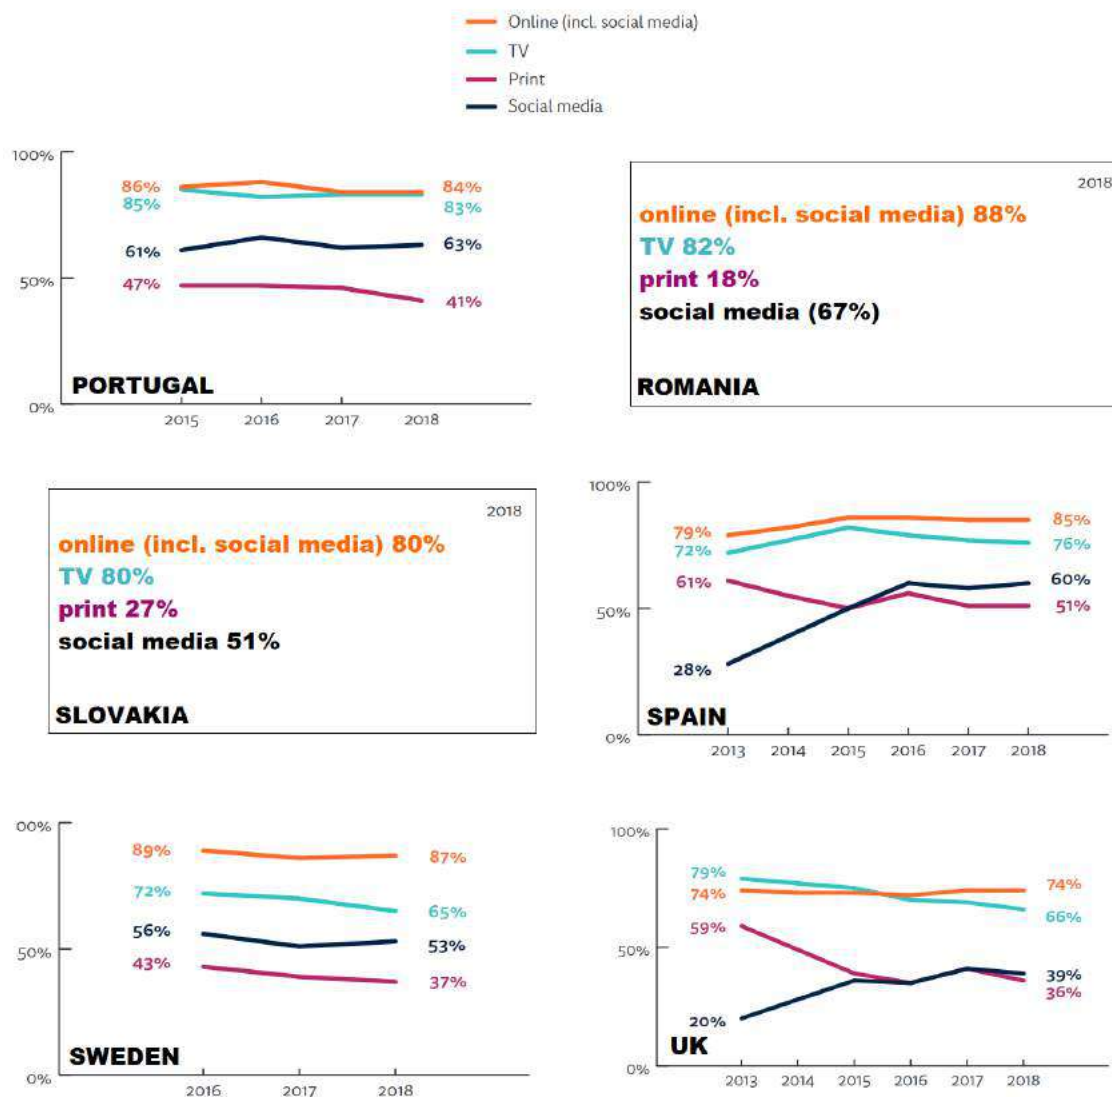 Online (incl. social media)
TV
Print
Social media
100%
86%
84%
85%
83%
61%
63%
50%
47%
41%
PORTUGAL
0%
2015 2016 2017 2018
2018
online (incl. social media) 88%
TV 82%
print 18%
social media (67%)
ROMANIA
2018
online (incl. social media) 80%
TV 80%
print 27%
social media 51%
SLOVAKIA
100%
79%
85%
72%
76%
61%
60%
50%
51%
28%
SPAIN
0%
2013 2014 2015 2016 2017 2018
00%
89%
87%
72%
65%
56%
53%
50%
43%
37%
SWEDEN
0%
2016 2017 2018
100%
79%
74%
74%
66%
59%
50%
39%
36%
20%
UK
0%
2013 2014 2015 2016 2017 2018